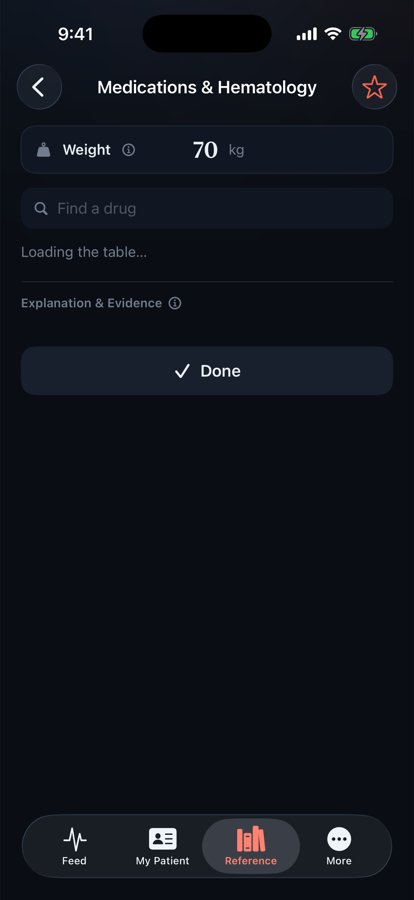 9:41
Medications & Hematology
Weight 70 kg
Find a drug
Loading the table...
Explanation & Evidence
Done
Feed My Patient Reference More